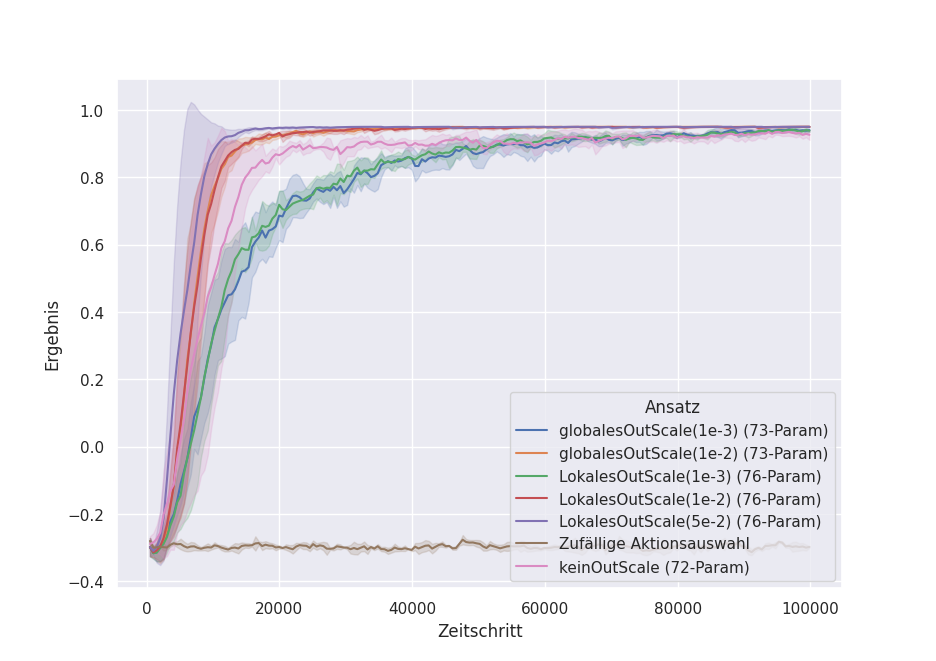 1.0
0.8
0.6
0.4
0.2
0.0
−0.2
−0.4
Ergebnis
0
20000
40000
60000
80000
100000
Zeitschritt
Ansatz
globalesOutScale(1e-3) (73-Param)
globalesOutScale(1e-2) (73-Param)
LokalesOutScale(1e-3) (76-Param)
LokalesOutScale(1e-2) (76-Param)
LokalesOutScale(5e-2) (76-Param)
Zufällige Aktionsauswahl
keinOutScale (72-Param)